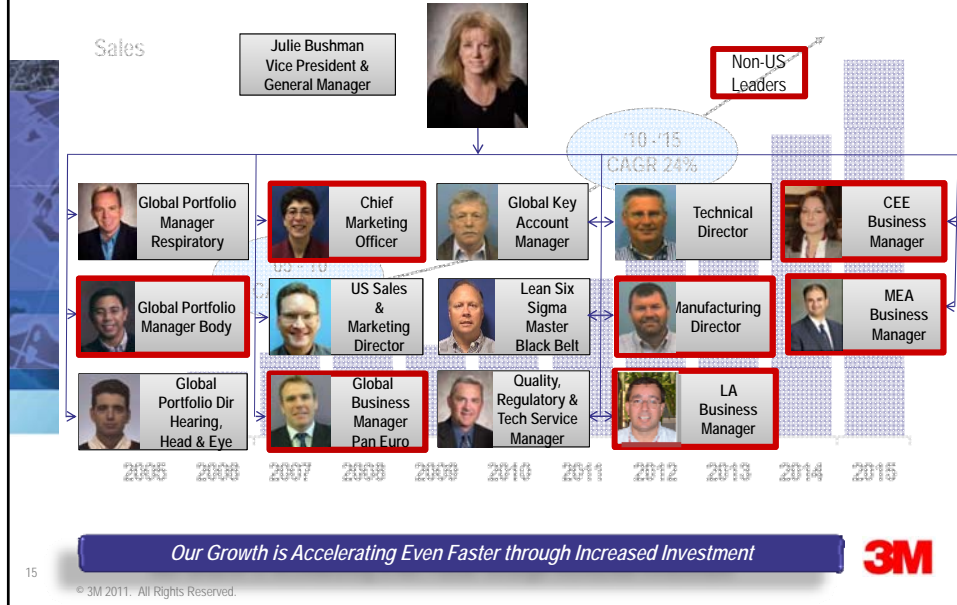 Sales
Julie Bushman
Vice President &
General Manager
Non-US
Leaders
'10 -'15
CAGR 24%
Global Portfolio
Manager
Respiratory
Chief
Marketing
Officer
Global Key
Account
Manager
Technical
Director
CEE
Business
Manager
Global Portfolio
Manager Body
US Sales
&
Marketing
Director
Lean Six
Sigma
Master
Black Belt
Manufacturing
Director
MEA
Business
Manager
Global
Portfolio Dir
Hearing,
Head & Eye
Global
Business
Manager
Pan Euro
Quality,
Regulatory &
Tech Service
Manager
LA
Business
Manager
2005 2006 2007 2008 2009 2010 2011 2012 2013 2014 2015
Our Growth is Accelerating Even Faster through Increased Investment
3M
15
© 3M 2011. All Rights Reserved.